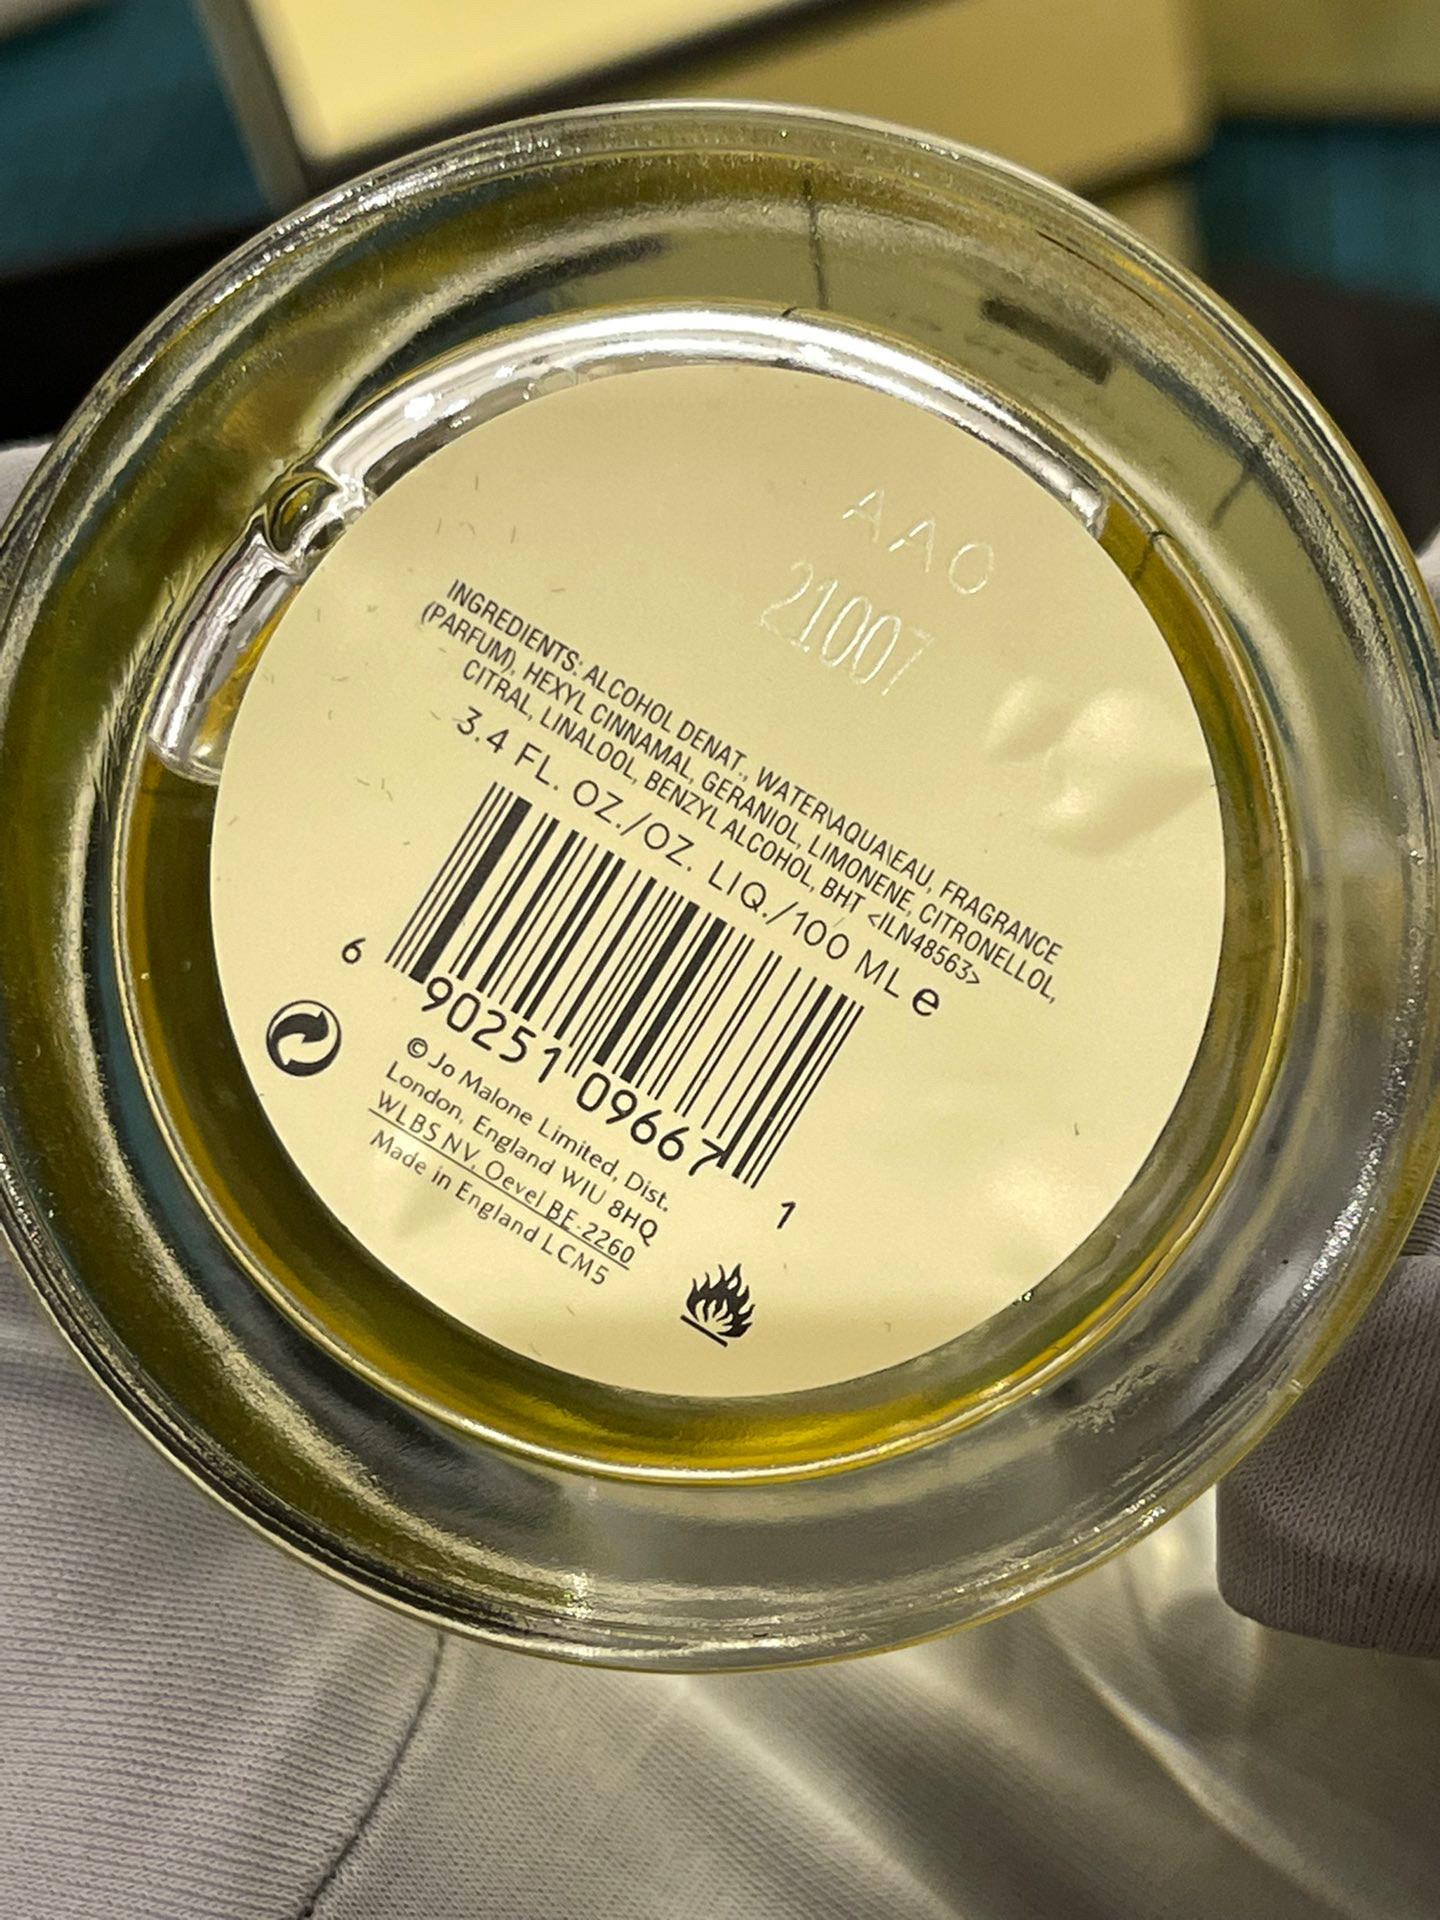 AAO
21007
INGREDIENTS: ALCOHOL DENAT., WATER\AQUA\EAU, FRAGRANCE
(PARFUM), HEXYL CINNAMAL, GERANIOL, LIMONENE, CITRONELLOL,
CITRAL, LINALOOL, BENZYL ALCOHOL, BHT <ILN48563>
3.4 FL. OZ./OZ. LIQ./100 ML e
6 90251 09667 1
© Jo Malone Limited, Dist.
London, England W1U 8HQ
WLBS NV, Oevel BE-2260
Made in England LCM5